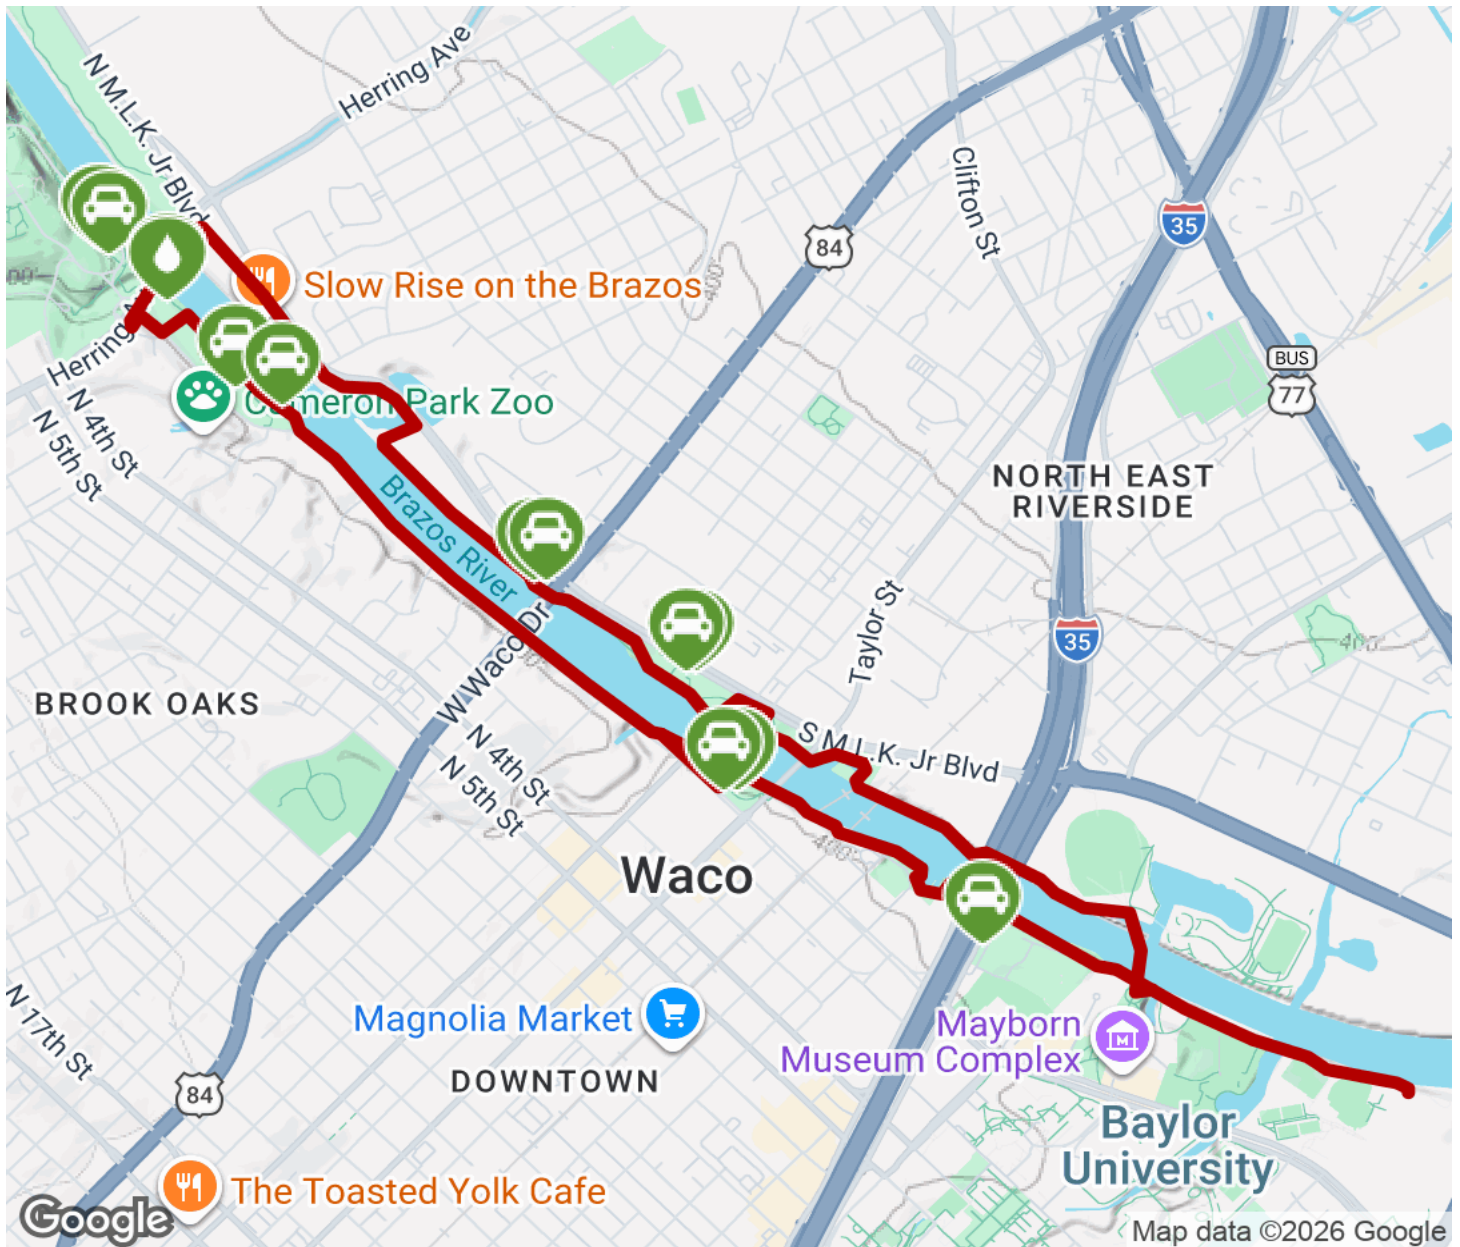 N M.L.K. Jr Blvd
Herring Ave
Clifton St
35
84
Slow Rise on the Brazos
400
Herring A
BUS
77
Cameron Park Zoo
N 4th St
N 5th St
Brazos River
NORTH EAST
RIVERSIDE
Taylor St
35
400'
W Waco Dr
BROOK OAKS
N 4th St
N 5th St
S M.L.K. Jr Blvd
400'
Waco
Magnolia Market
Mayborn
Museum Complex
M
N 17th St
DOWNTOWN
84
Baylor
University
The Toasted Yolk Cafe
Google
Map data ©2026 Google